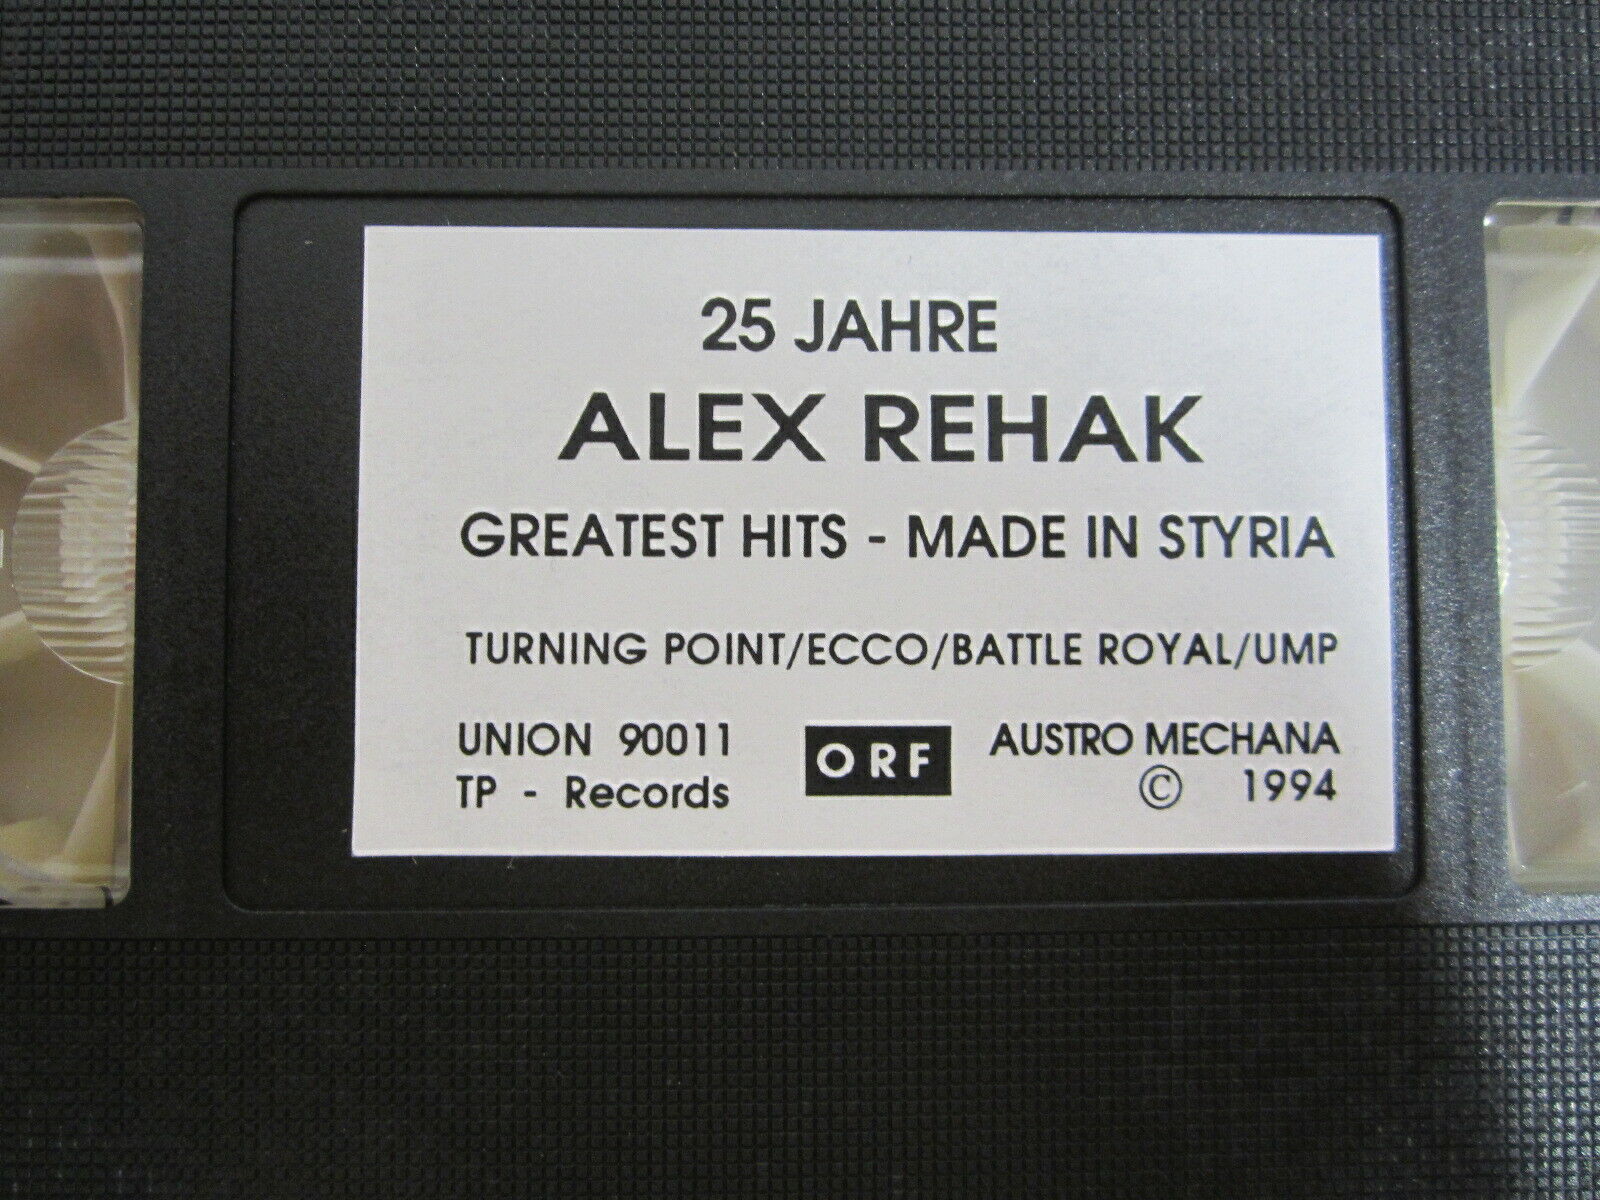 25 JAHRE
ALEX REHAK
GREATEST HITS - MADE IN STYRIA
TURNING POINT/ECCO/BATTLE ROYAL/UMP
UNION 90011
TP - Records
ORF
AUSTRO MECHANA
© 1994